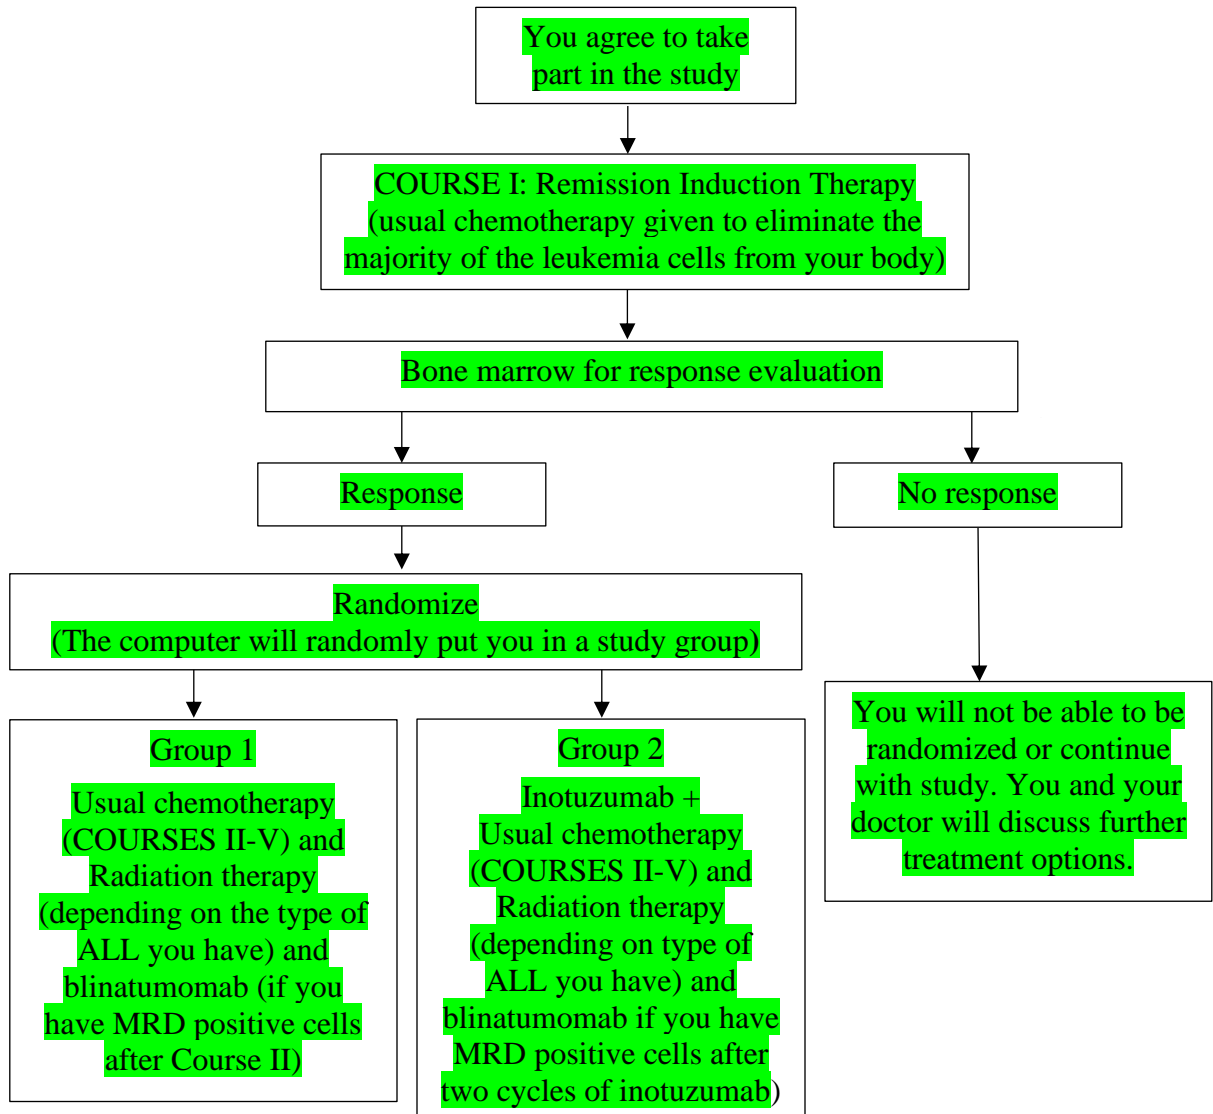 You agree to take
part in the study
COURSE I: Remission Induction Therapy
(usual chemotherapy given to eliminate the
majority of the leukemia cells from your body)
Bone marrow for response evaluation
Response
No response
Randomize
(The computer will randomly put you in a study group)
Group 1
Usual chemotherapy
(COURSES II-V) and
Radiation therapy
(depending on the type of
ALL you have) and
blinatumomab (if you
have MRD positive cells
after Course II)
Group 2
Inotuzumab +
Usual chemotherapy
(COURSES II-V) and
Radiation therapy
(depending on type of
ALL you have) and
blinatumomab if you have
MRD positive cells after
two cycles of inotuzumab)
You will not be able to be
randomized or continue
with study. You and your
doctor will discuss further
treatment options.